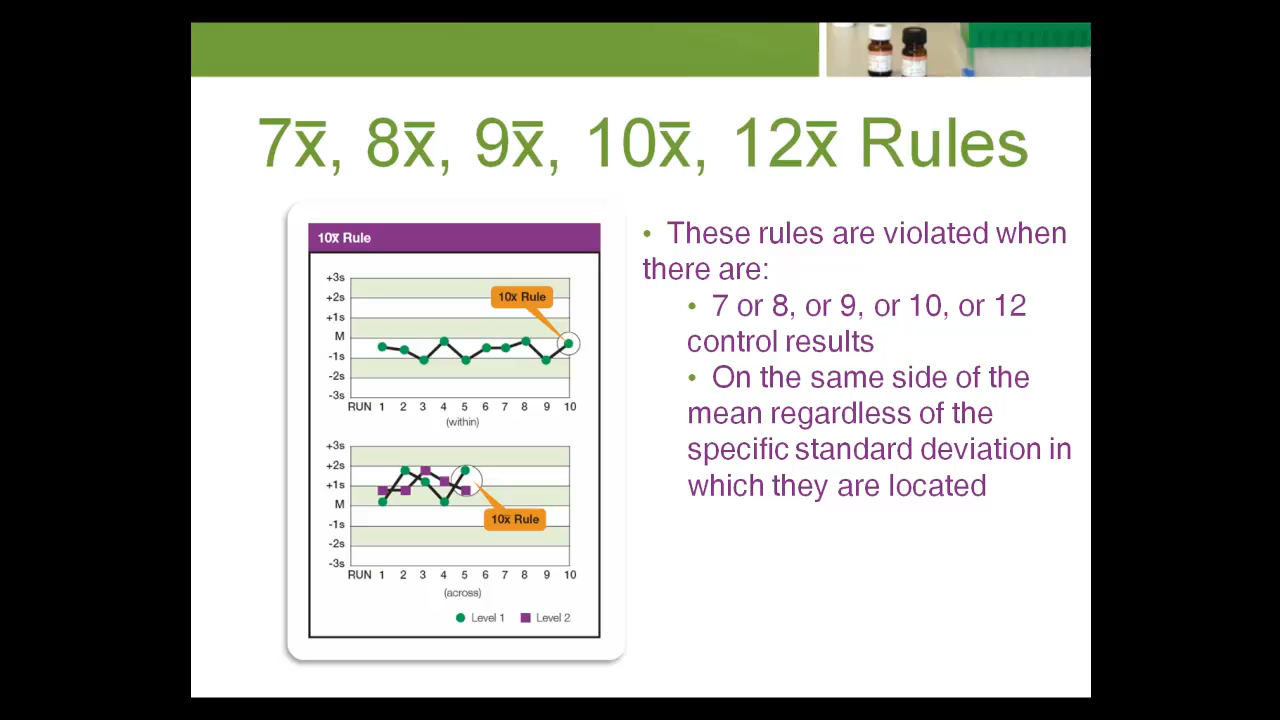 7x̅, 8x̅, 9x̅, 10x̅, 12x̅ Rules
10x̅ Rule
+3s
+2s
+1s
M
-1s
-2s
-3s
10x Rule
RUN 1 2 3 4 5 6 7 8 9 10
(within)
+3s
+2s
+1s
M
-1s
-2s
-3s
10x̅ Rule
RUN 1 2 3 4 5 6 7 8 9 10
(across)
Level 1 Level 2
• These rules are violated when
there are:
• 7 or 8, or 9, or 10, or 12
control results
• On the same side of the
mean regardless of the
specific standard deviation in
which they are located